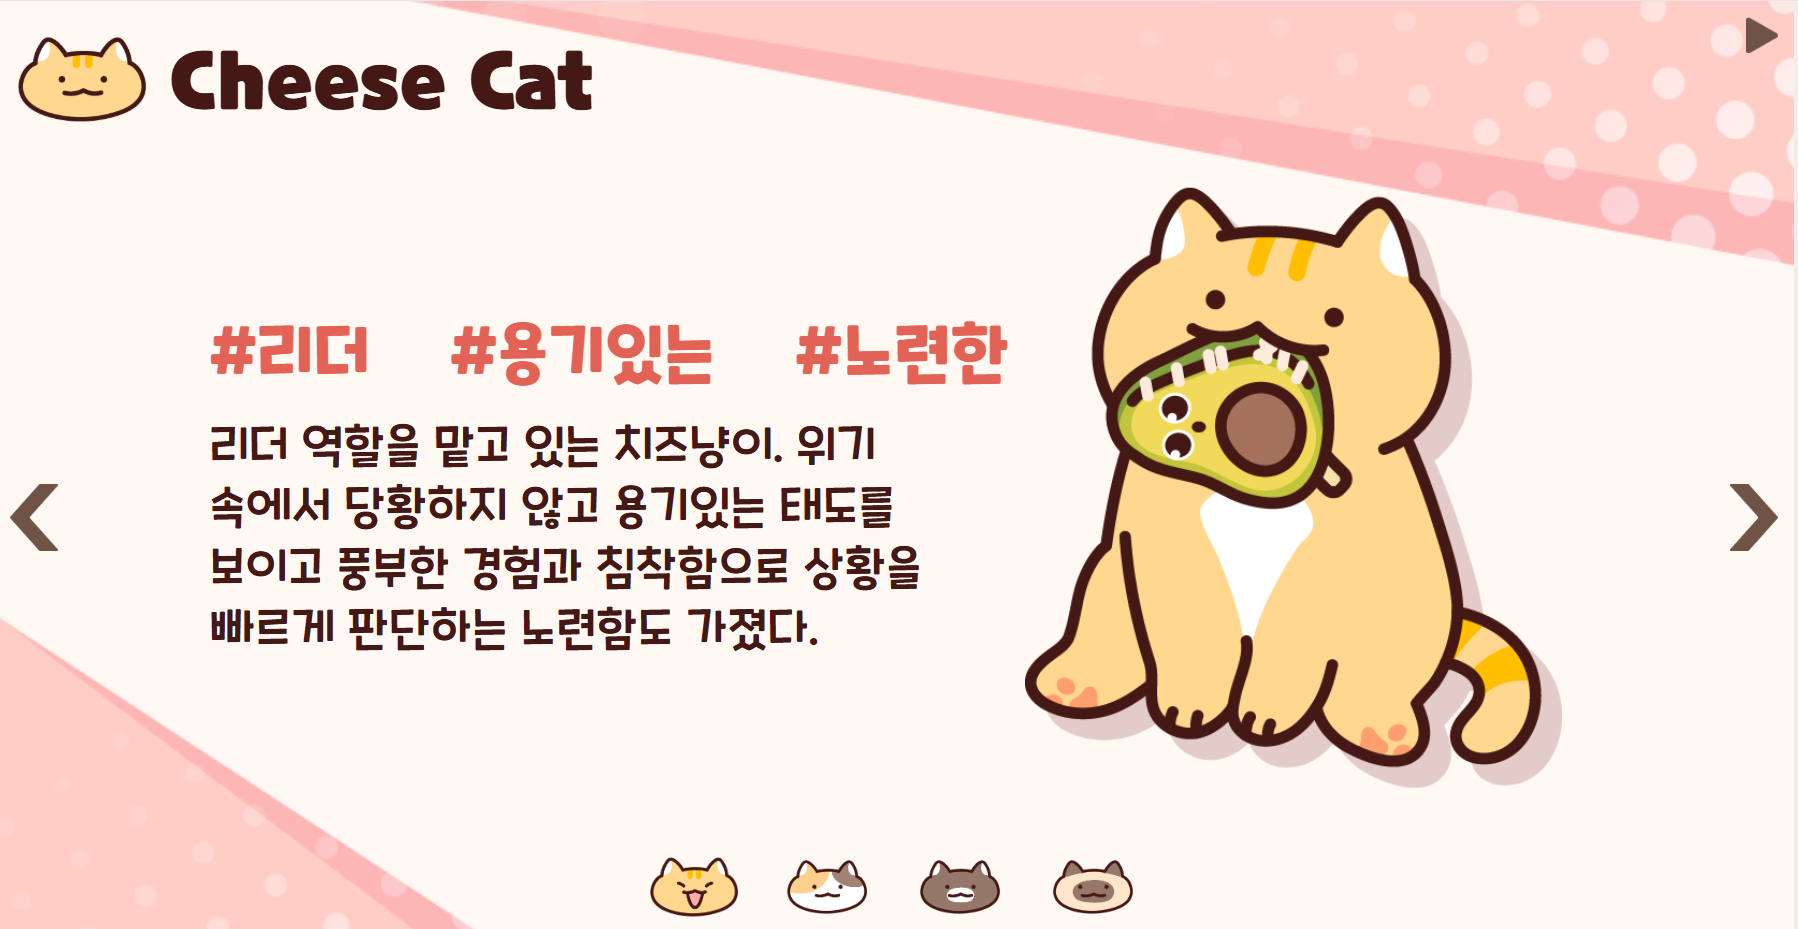 Cheese Cat
#리더 #용기있는 #노련한
리더 역할을 맡고 있는 치즈냥이. 위기
속에서 당황하지 않고 용기있는 태도를
보이고 풍부한 경험과 침착함으로 상황을
빠르게 판단하는 노련함도 가졌다.